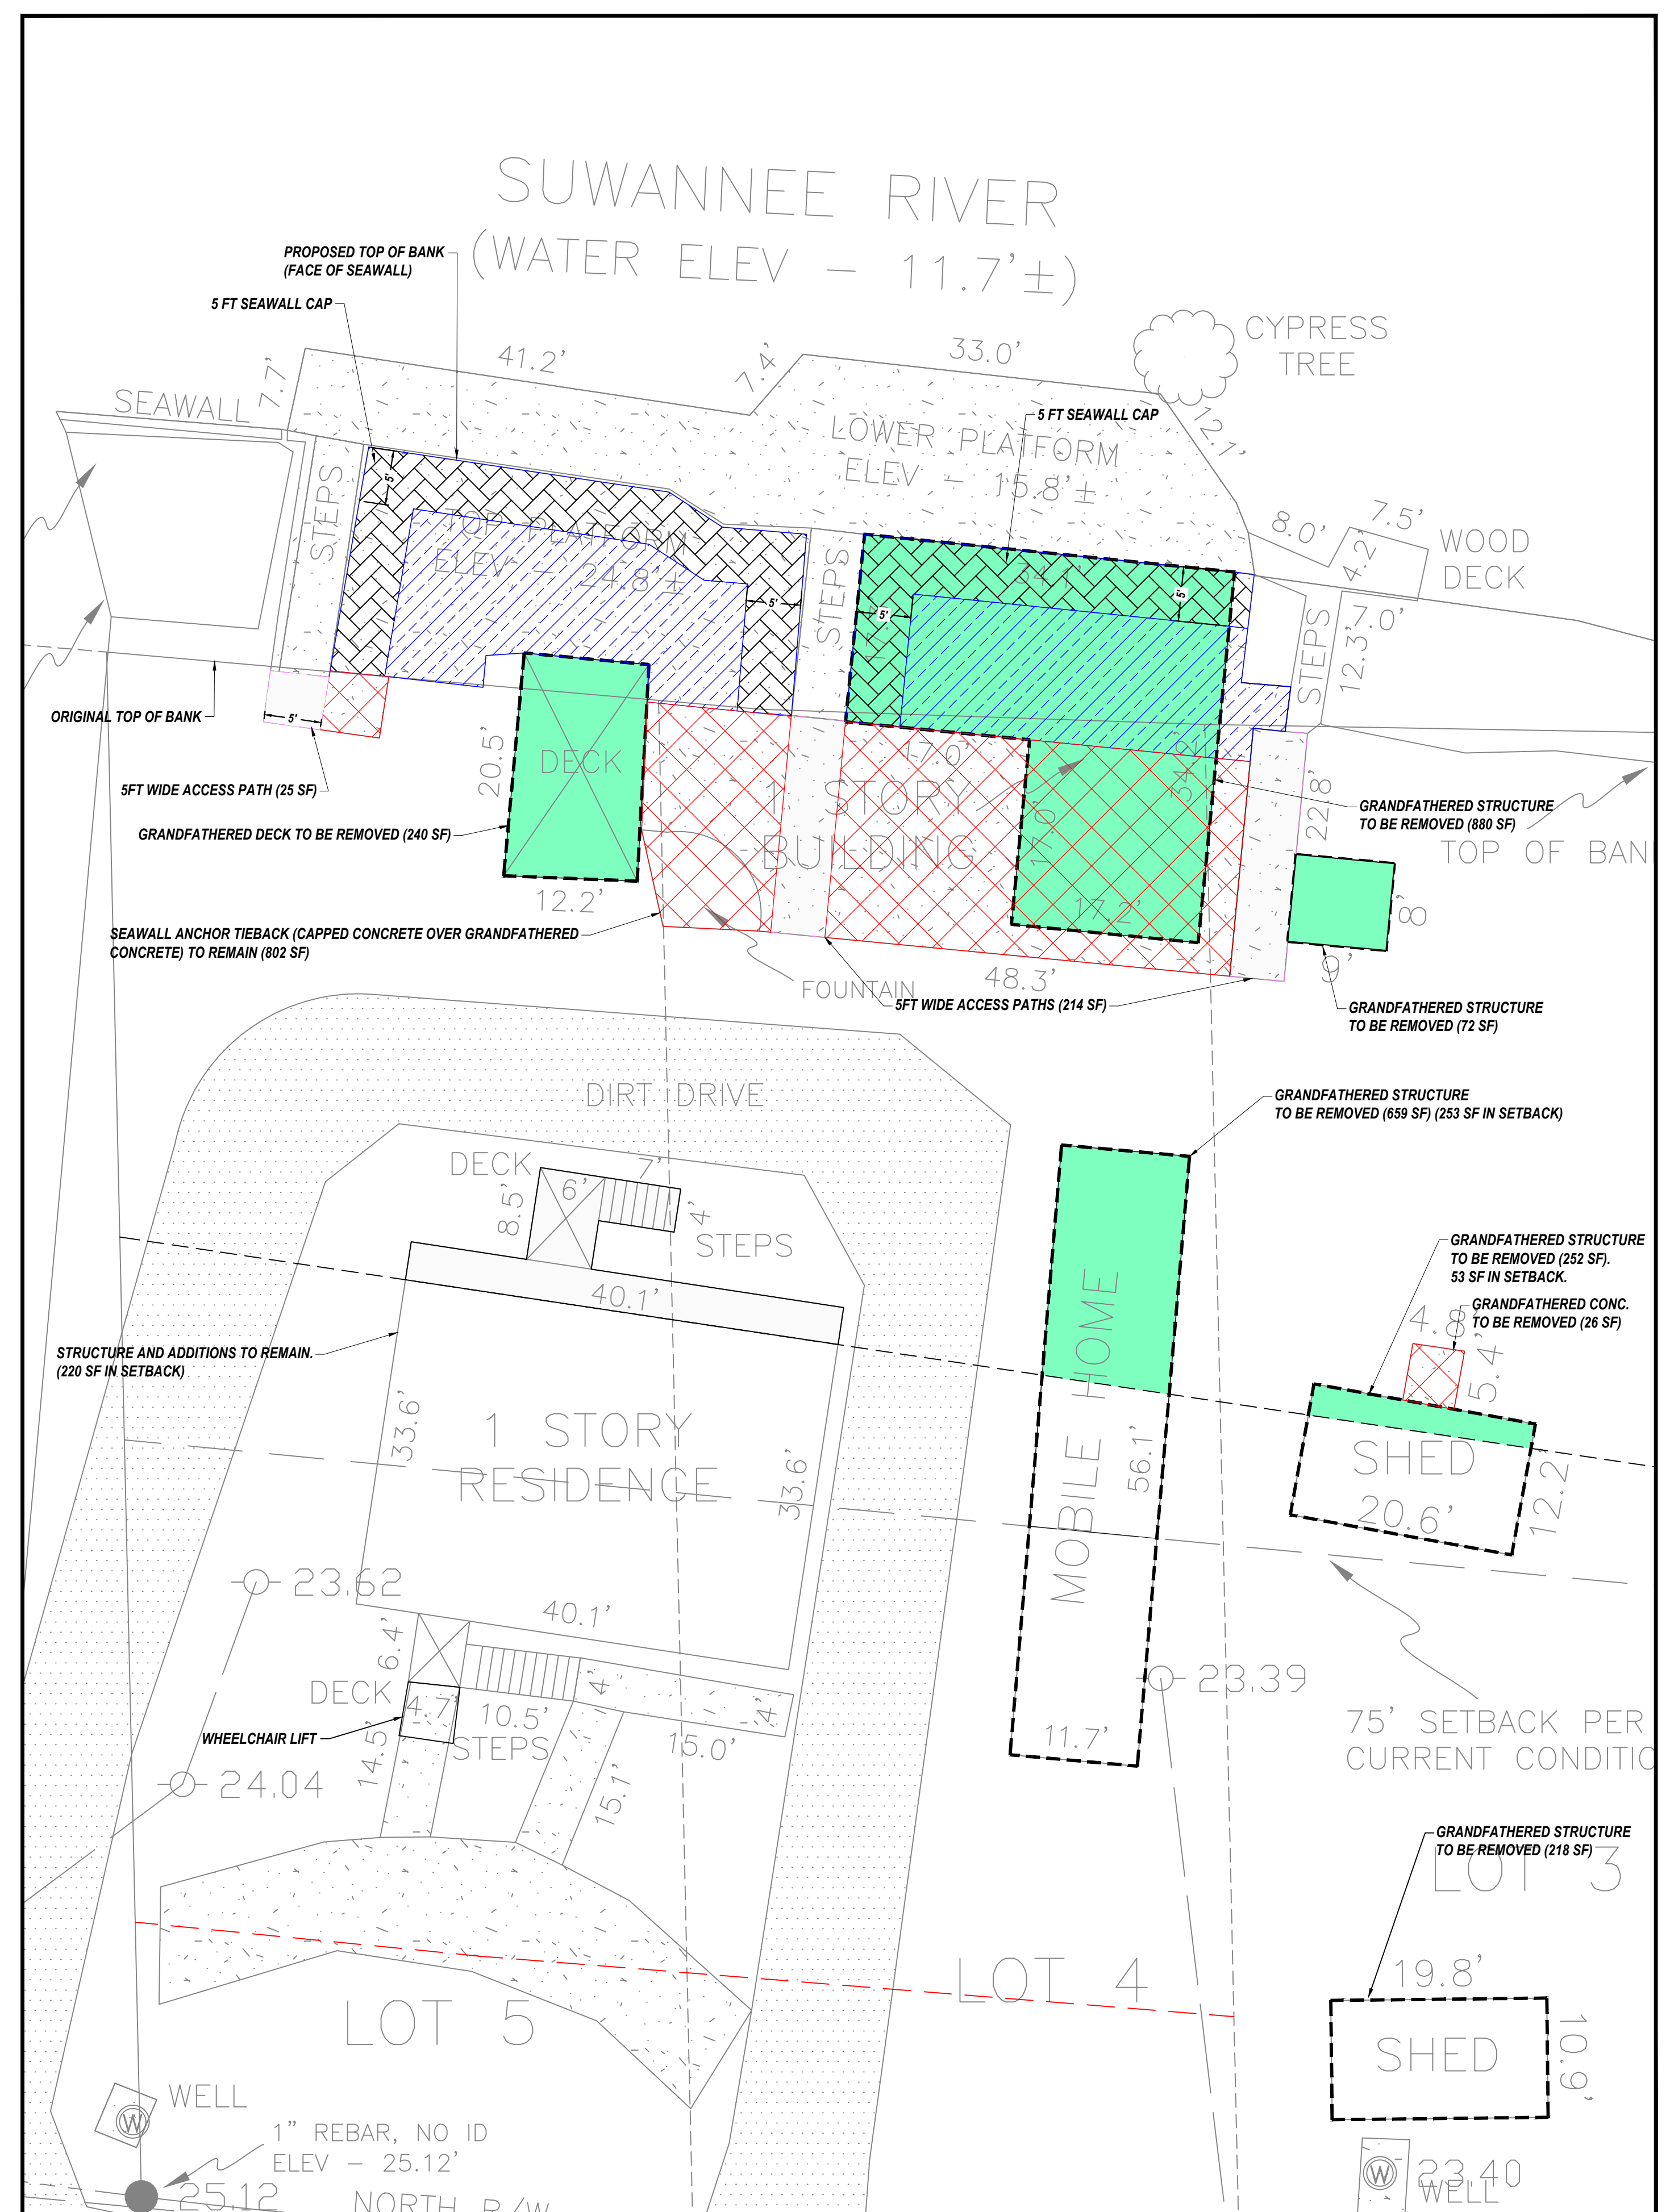 SUWANNEE RIVER
(WATER ELEV - 11.7'±)
PROPOSED TOP OF BANK
(FACE OF SEAWALL)
5 FT SEAWALL CAP
CYPRESS
TREE
41.2'
7.4'
33.0'
7.7'
SEAWALL
12.1'
5 FT SEAWALL CAP
LOWER PLATFORM
ELEV - 15.8'±
STEPS
5'
TOP PLATFORM
ELEV - 24.8'±
8.0'
7.5'
4.2'
WOOD
DECK
34.1'
5'
5'
5'
STEPS
STEPS
7.0'
12.3'
ORIGINAL TOP OF BANK
5'
20.5'
DECK
17.6'
34.2'
1 STORY
BUILDING
17.0'
22.8'
5FT WIDE ACCESS PATH (25 SF)
GRANDFATHERED DECK TO BE REMOVED (240 SF)
GRANDFATHERED STRUCTURE
TO BE REMOVED (880 SF)
TOP OF BAN
12.2'
17.2'
8'
9'
SEAWALL ANCHOR TIEBACK (CAPPED CONCRETE OVER GRANDFATHERED
CONCRETE) TO REMAIN (802 SF)
48.3'
FOUNTAIN
5FT WIDE ACCESS PATHS (214 SF)
GRANDFATHERED STRUCTURE
TO BE REMOVED (72 SF)
DIRT DRIVE
GRANDFATHERED STRUCTURE
TO BE REMOVED (659 SF) (253 SF IN SETBACK)
DECK
7'
6'
8.5'
4'
STEPS
40.1'
GRANDFATHERED STRUCTURE
TO BE REMOVED (252 SF).
53 SF IN SETBACK.
GRANDFATHERED CONC.
TO BE REMOVED (26 SF)
4.8'
5.4'
STRUCTURE AND ADDITIONS TO REMAIN.
(220 SF IN SETBACK)
33.6'
1 STORY
RESIDENCE
33.6'
MOBILE HOME
56.1'
SHED
20.6'
12.2'
23.62
40.1'
6.4'
DECK
4.7'
10.5'
STEPS
4'
4'
15.0'
14.5'
15.1'
WHEELCHAIR LIFT
24.04
23.39
11.7'
75' SETBACK PER
CURRENT CONDITIO
GRANDFATHERED STRUCTURE
TO BE REMOVED (218 SF)
LOT 3
LOT 4
LOT 5
19.8'
SHED
10.9'
WELL
W
1" REBAR, NO ID
ELEV - 25.12'
25.12
NORTH R/W
W
23.40
WELL